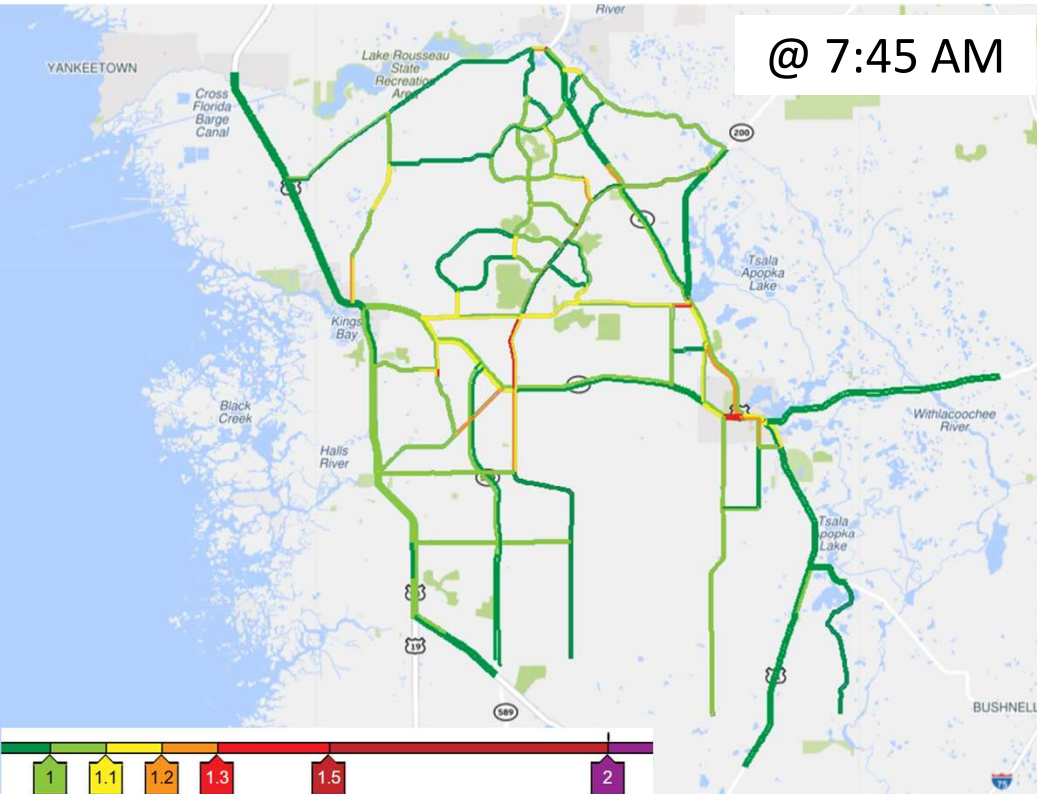 River
@ 7:45 AM
YANKEETOWN
Lake Rousseau
State
Recreation
Area
Cross
Florida
Barge
Canal
200
Tsala
Apopka
Lake
Kings
Bay
Black
Creek
Withlacoochee
River
Halls
River
Tsala
popka
Lake
19
BUSHNELL
589
75
1
1.1
1.2
1.3
1.5
2